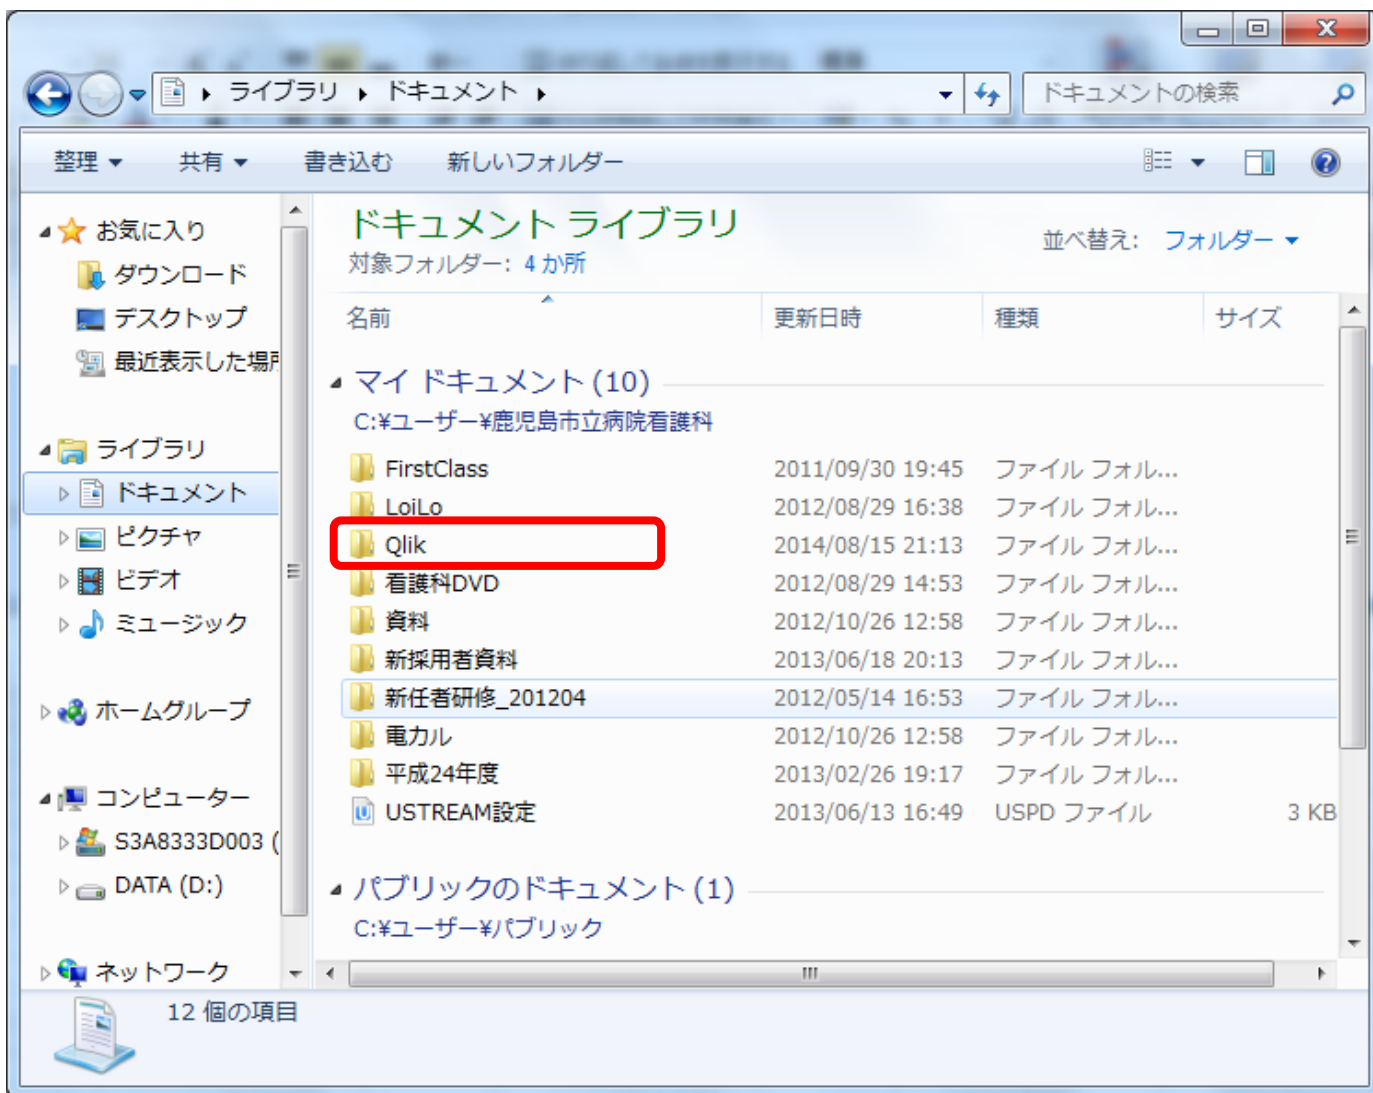 ライブラリ ドキュメント
ドキュメントの検索
整理 共有 書き込む 新しいフォルダー
お気に入り
ダウンロード
デスクトップ
最近表示した場所
ライブラリ
ドキュメント
ピクチャ
ビデオ
ミュージック
ホームグループ
コンピューター
S3A8333D003 (
DATA (D:)
ネットワーク
ドキュメント ライブラリ
対象フォルダー: 4 か所
並べ替え: フォルダー
名前 更新日時 種類 サイズ
マイ ドキュメント (10)
C:¥ユーザー¥鹿児島市立病院看護科
FirstClass 2011/09/30 19:45 ファイル フォル...
LoiLo 2012/08/29 16:38 ファイル フォル...
Qlik 2014/08/15 21:13 ファイル フォル...
看護科DVD 2012/08/29 14:53 ファイル フォル...
資料 2012/10/26 12:58 ファイル フォル...
新採用者資料 2013/06/18 20:13 ファイル フォル...
新任者研修_201204 2012/05/14 16:53 ファイル フォル...
電カル 2012/10/26 12:58 ファイル フォル...
平成24年度 2013/02/26 19:17 ファイル フォル...
USTREAM設定 2013/06/13 16:49 USPD ファイル 3 KB
パブリックのドキュメント (1)
C:¥ユーザー¥パブリック
12 個の項目